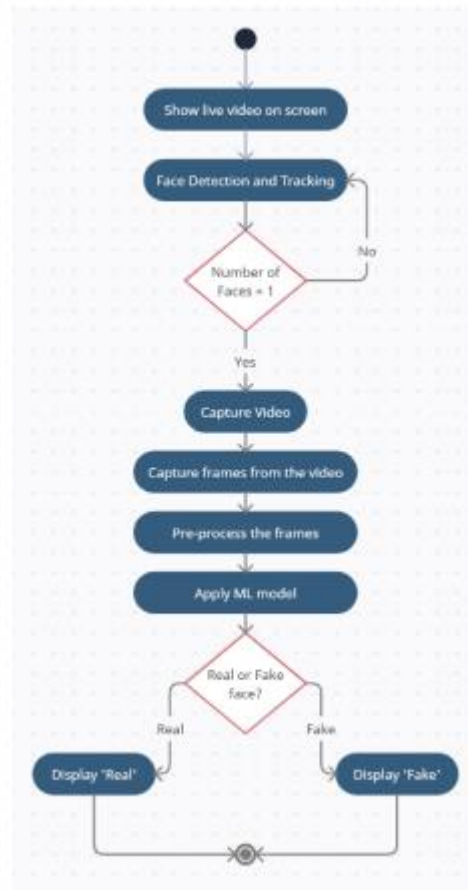 Show live video on screen
Face Detection and Tracking
No
Number of
Faces = 1
Yes
Capture Video
Capture frames from the video
Pre-process the frames
Apply ML model
Real or Fake
face?
Real
Fake
Display "Real"
Display "Fake"